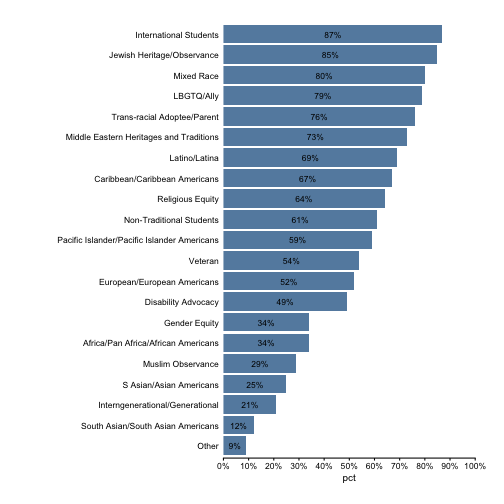 International Students 87%
Jewish Heritage/Observance 85%
Mixed Race 80%
LBGTQ/Ally 79%
Trans-racial Adoptee/Parent 76%
Middle Eastern Heritages and Traditions 73%
Latino/Latina 69%
Caribbean/Caribbean Americans 67%
Religious Equity 64%
Non-Traditional Students 61%
Pacific Islander/Pacific Islander Americans 59%
Veteran 54%
European/European Americans 52%
Disability Advocacy 49%
Gender Equity 34%
Africa/Pan Africa/African Americans 34%
Muslim Observance 29%
S Asian/Asian Americans 25%
Interngenerational/Generational 21%
South Asian/South Asian Americans 12%
Other 9%
0% 10% 20% 30% 40% 50% 60% 70% 80% 90% 100%
pct